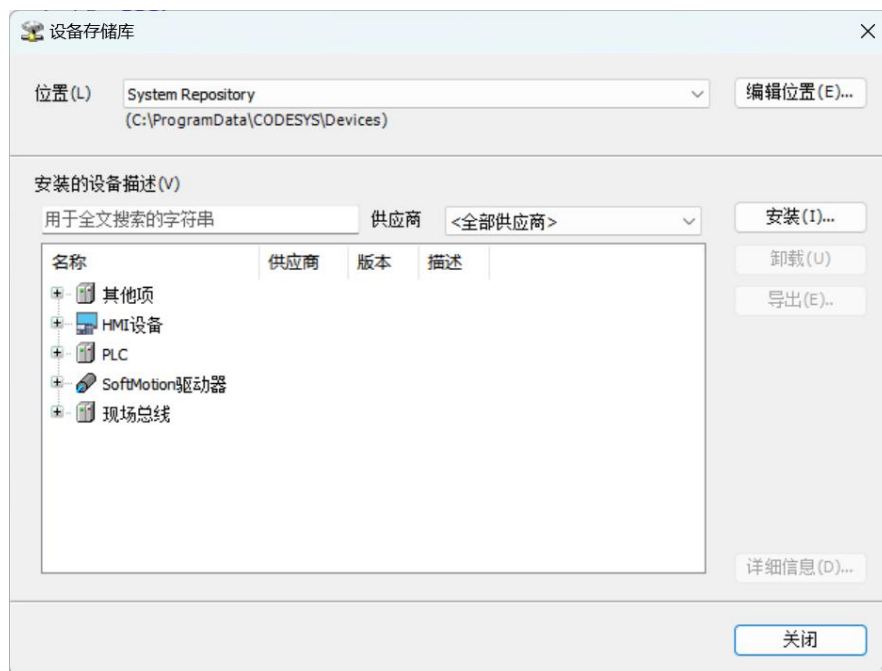 设备存储库
位置(L)
System Repository
编辑位置(E)...
(C:\ProgramData\CODESYS\Devices)
安装的设备描述(V)
用于全文搜索的字符串
供应商
<全部供应商>
安装(I)...
名称
供应商
版本
描述
卸载(U)
其他项
导出(E)..
HMI设备
PLC
SoftMotion驱动器
现场总线
详细信息(D)...
关闭